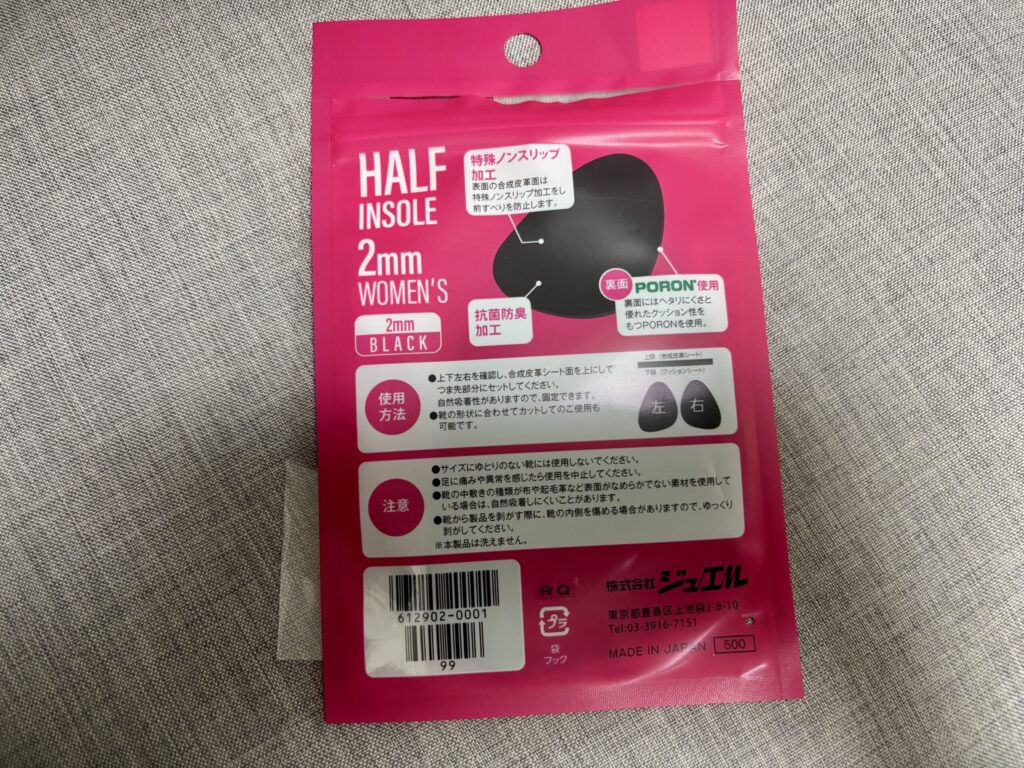 HALF
INSOLE
2mm
WOMEN'S
2mm
BLACK
特殊ノンスリップ
加工
表面の合成皮革面は
特殊ノンスリップ加工をし
前すべりを防止します。
抗菌防臭
加工
裏面 PORON®使用
裏面にはヘタリにくさと
優れたクッション性を
もつPORONを使用。
使用
方法
●上下左右を確認し、合成皮革シート面を上にして
つま先部分にセットしてください。
自然吸着性がありますので、固定できます。
●靴の形状に合わせてカットしてのご使用も
可能です。
上段(合成皮革シート)
下段(クッションシート)
左 右
注意
●サイズにゆとりのない靴には使用しないでください。
●足に痛みや異常を感じたら使用を中止してください。
●靴の中敷きの種類が布や起毛革など表面がなめらかでない素材を使用して
いる場合は、自然吸着しにくいことがあります。
●靴から製品を剥がす際に、靴の内側を傷める場合がありますので、ゆっくり
剥がしてください。
※本製品は洗えません。
612902-0001
99
RQ
プラ
袋
フック
株式会社ジュエル
東京都豊島区上池袋2-8-10
Tel:03-3916-7151
MADE IN JAPAN 500